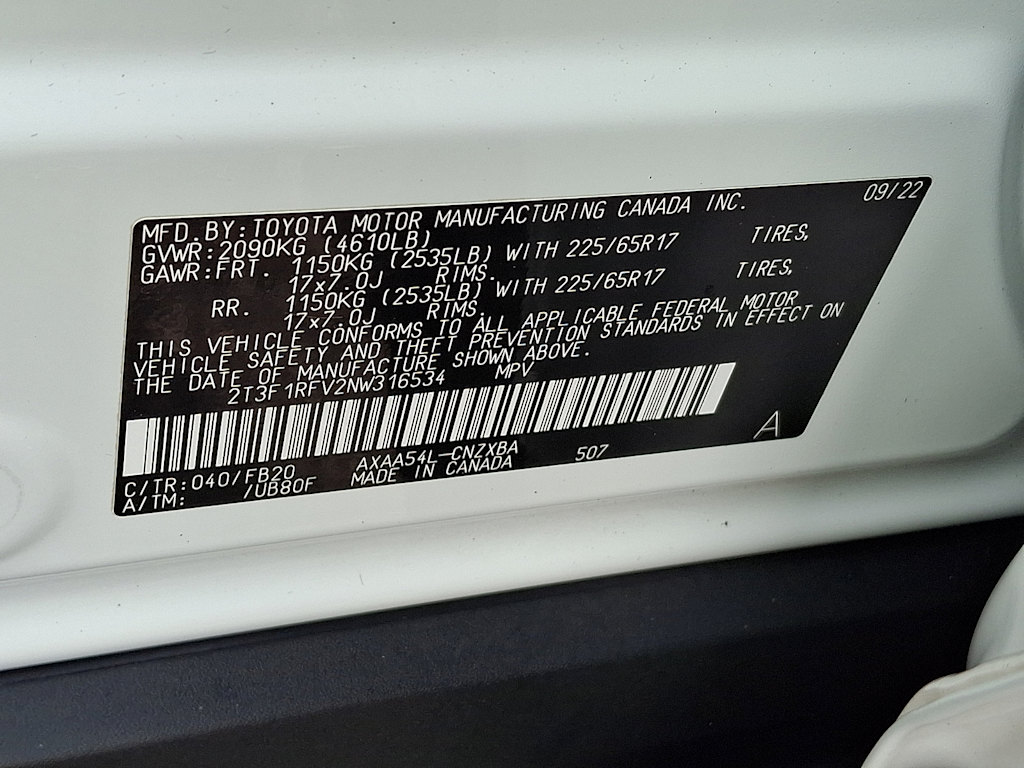 MFD. BY: TOYOTA MOTOR MANUFACTURING CANADA INC. 09/22
GVWR: 2090KG (4610LB)
GAWR: FRT. 1150KG (2535LB) WITH 225/65R17 TIRES,
17x7.0J RIMS.
RR. 1150KG (2535LB) WITH 225/65R17 TIRES,
17x7.0J RIMS.
THIS VEHICLE CONFORMS TO ALL APPLICABLE FEDERAL MOTOR
VEHICLE SAFETY AND THEFT PREVENTION STANDARDS IN EFFECT ON
THE DATE OF MANUFACTURE SHOWN ABOVE.
2T3F1RFV2NW316534 MPV
C/TR: 040/FB20 AXAA54L-CNZXBA 507
A/TM: /UB80F MADE IN CANADA
A